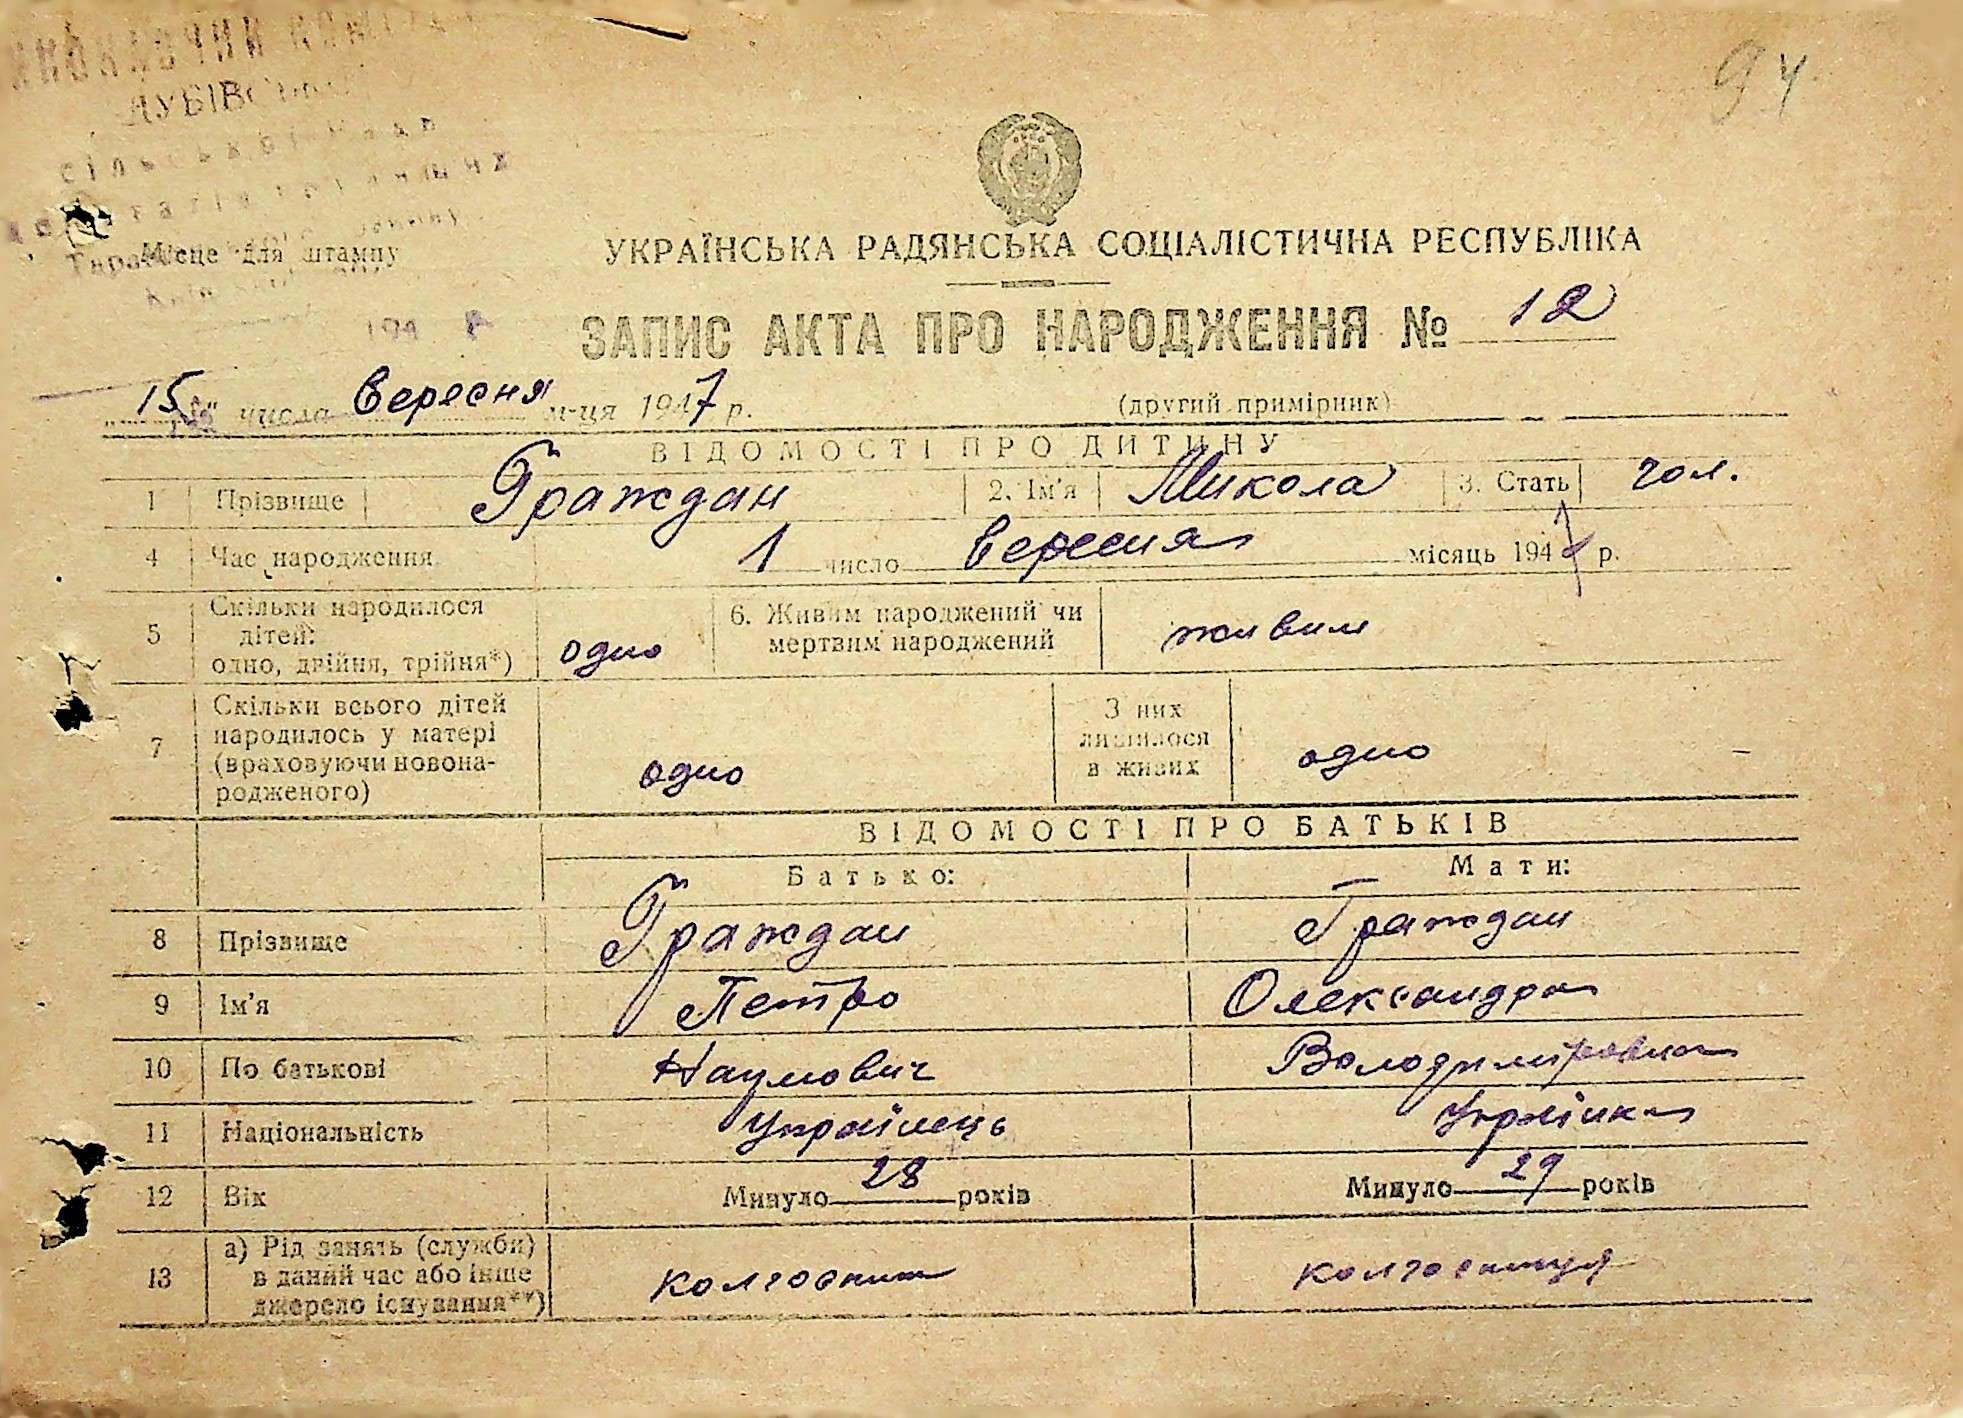 94
ДУБІВС
УКРАЇНСЬКА РАДЯНСЬКА СОЦІАЛІСТИЧНА РЕСПУБЛІКА
Місце для штампу
ЗАПИС АКТА ПРО НАРОДЖЕННЯ № 12
194 р
15 числа Вересня м-ця 1947 р. (другий примірник)
ВІДОМОСТІ ПРО ДИТИНУ
1 Прізвище Граждан 2. Ім'я Микола 3. Стать чол.
4 Час народження 1 число Вересня місяць 1947 р.
5 Скільки народилося дітей: одно, двійня, трійня*) одно 6. Живим народжений чи мертвим народжений живим
7 Скільки всього дітей народилось у матері (враховуючи новонародженого) одно З них лишилося в живих одно
ВІДОМОСТІ ПРО БАТЬКІВ
Батько: Мати:
8 Прізвище Граждан Граждан
9 Ім'я Петро Олександра
10 По батькові Наумович Володимировна
11 Національність Українець Українка
12 Вік Минуло 28 років Минуло 29 років
13 а) Рід занять (служби) в даний час або інше джерело існування**) колгоспник колгоспниця